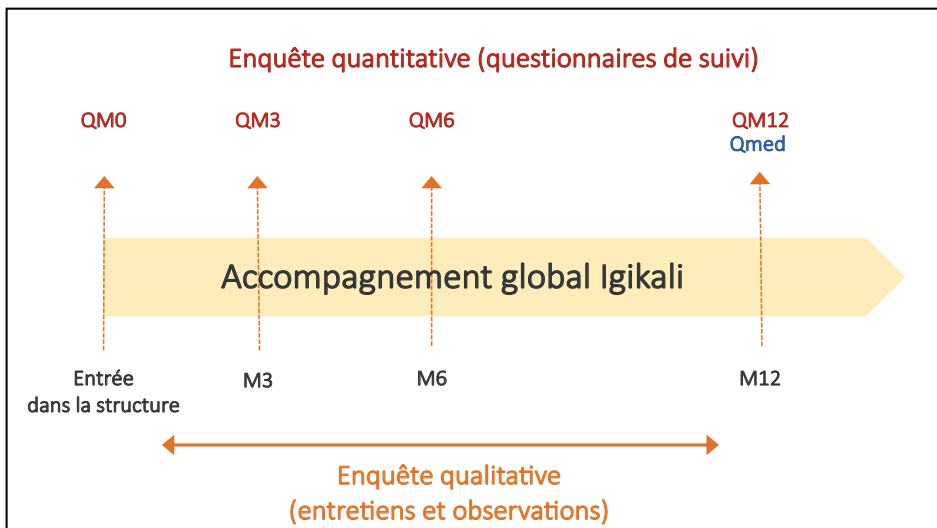 Enquête quantitative (questionnaires de suivi)
QM0
QM3
QM6
QM12
Qmed
Accompagnement global Igikali
Entrée
dans la structure
M3
M6
M12
Enquête qualitative
(entretiens et observations)